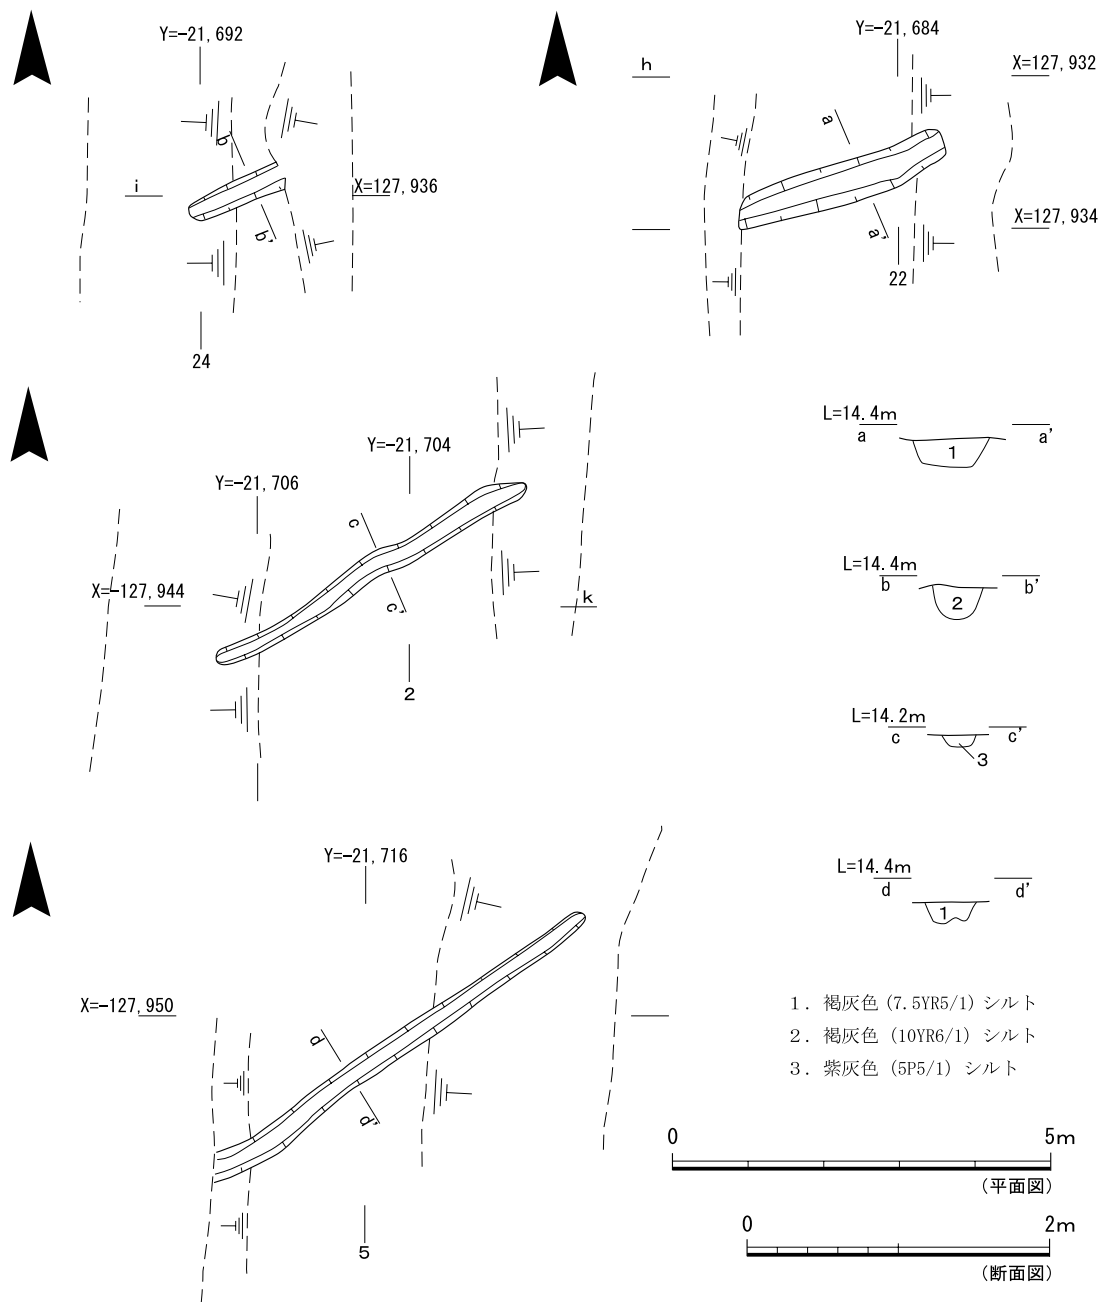 Y=-21,692
b
i
X=127,936
b'
24
Y=-21,684
h
X=127,932
a
X=127,934
a'
22
Y=-21,704
Y=-21,706
c
X=-127,944
c'
k
2
L=14.4m
a
1
a'
L=14.4m
b
2
b'
L=14.2m
c
3
c'
L=14.4m
d
1
d'
Y=-21,716
X=-127,950
d
d'
5
1. 褐灰色 (7.5YR5/1) シルト
2. 褐灰色 (10YR6/1) シルト
3. 紫灰色 (5P5/1) シルト
0 5m
(平面図)
0 2m
(断面図)